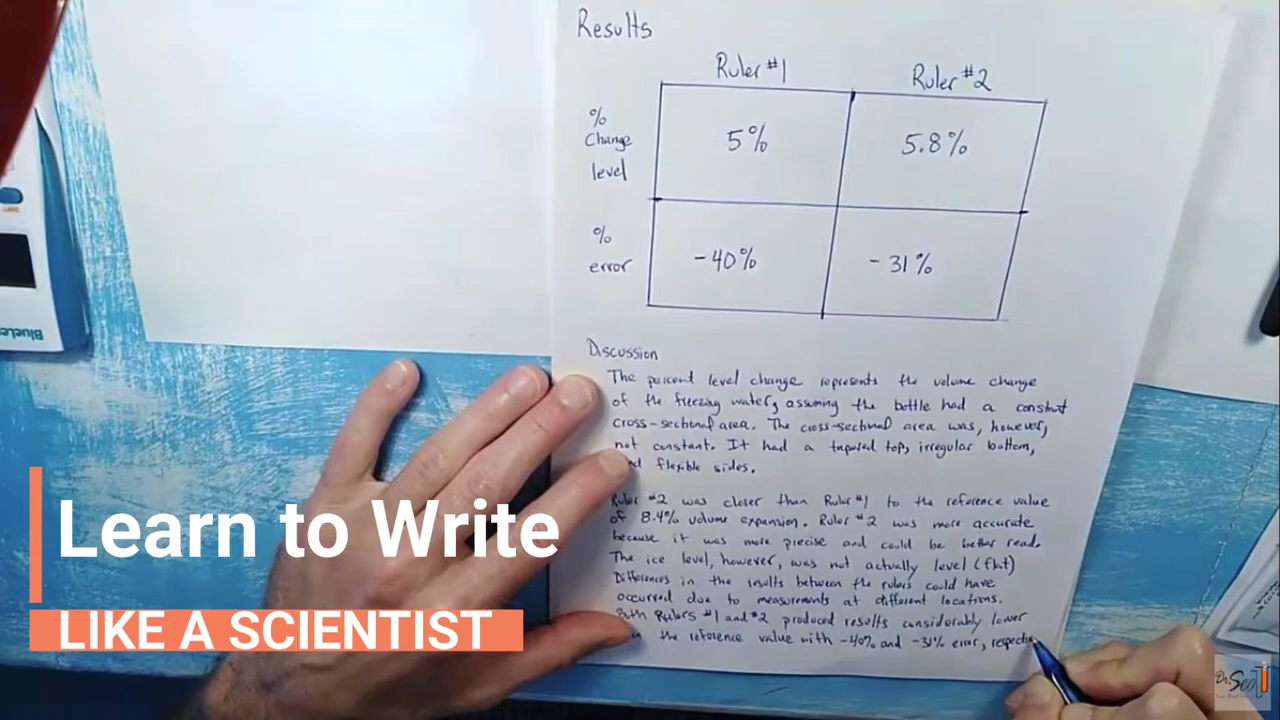 Results
Ruler #1
Ruler #2
%
Change
level
5%
5.8%
%
error
-40%
-31%
Discussion
The percent level change represents the volume change
of the freezing water, assuming the bottle had a constant
cross-sectional area. The cross-sectional area was, however,
not constant. It had a tapered top, irregular bottom,
flexible sides.
Ruler #2 was closer than Ruler #1 to the reference value
of 8.4% volume expansion. Ruler #2 was more accurate
because it was more precise and could be better read.
The ice level, however, was not actually level (flat)
Differences in the results between the rulers could have
occurred due to measurements at different locations.
Both Rulers #1 and #2 produced results considerably lower
the reference value with -40% and -31% error,
Learn to Write
LIKE A SCIENTIST
Dr. Scott